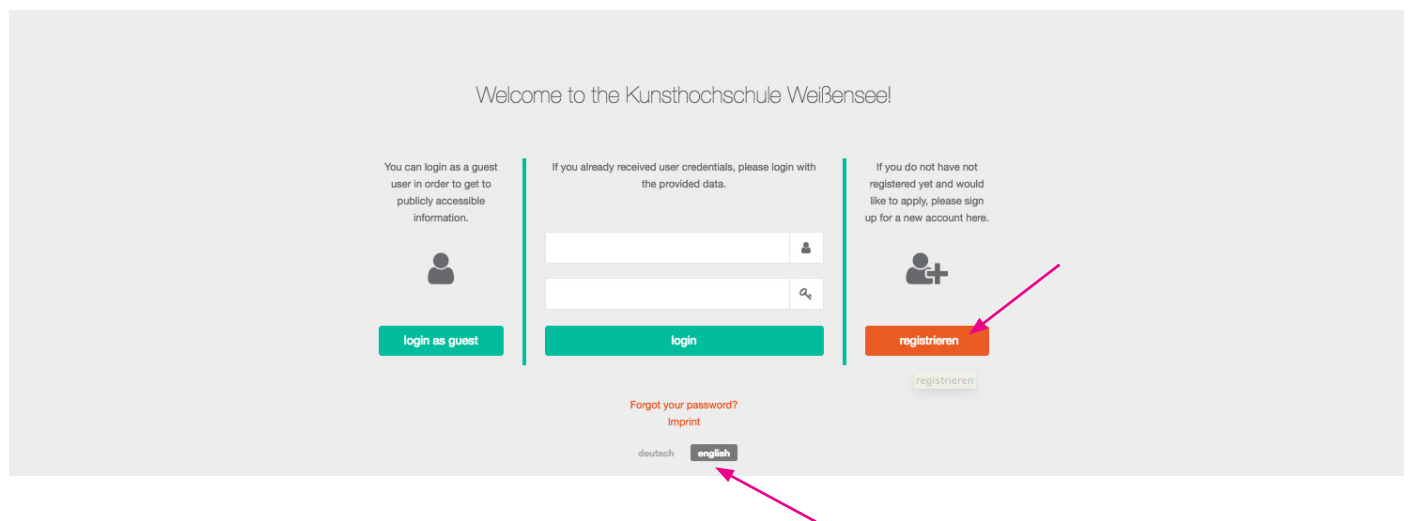 Welcome to the Kunsthochschule Weißensee!
You can login as a guest
user in order to get to
publicly accessible
information.
login as guest
If you already received user credentials, please login with
the provided data.
login
If you do not have not
registered yet and would
like to apply, please sign
up for a new account here.
registrieren
registrieren
Forgot your password?
Imprint
deutsch english